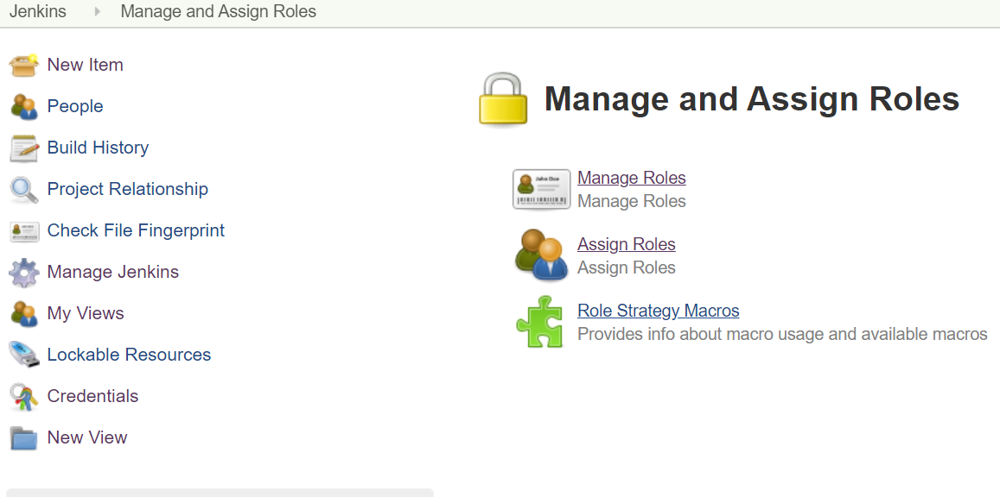 Jenkins Manage and Assign Roles
New Item
People
Build History
Project Relationship
Check File Fingerprint
Manage Jenkins
My Views
Lockable Resources
Credentials
New View
Manage and Assign Roles
John Doe
Manage Roles
Manage Roles
Assign Roles
Assign Roles
Role Strategy Macros
Provides info about macro usage and available macros